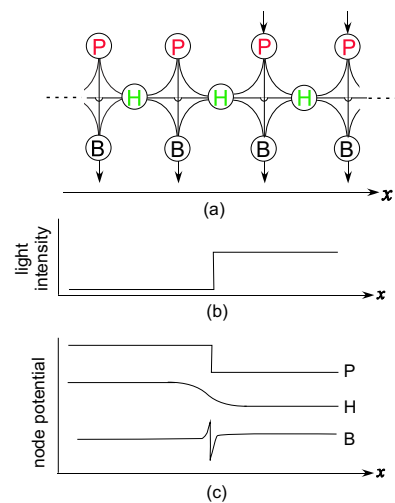 P P P P
H H H
B B B B
x
(a)
light
intensity
x
(b)
node potential
P
H
B
x
(c)